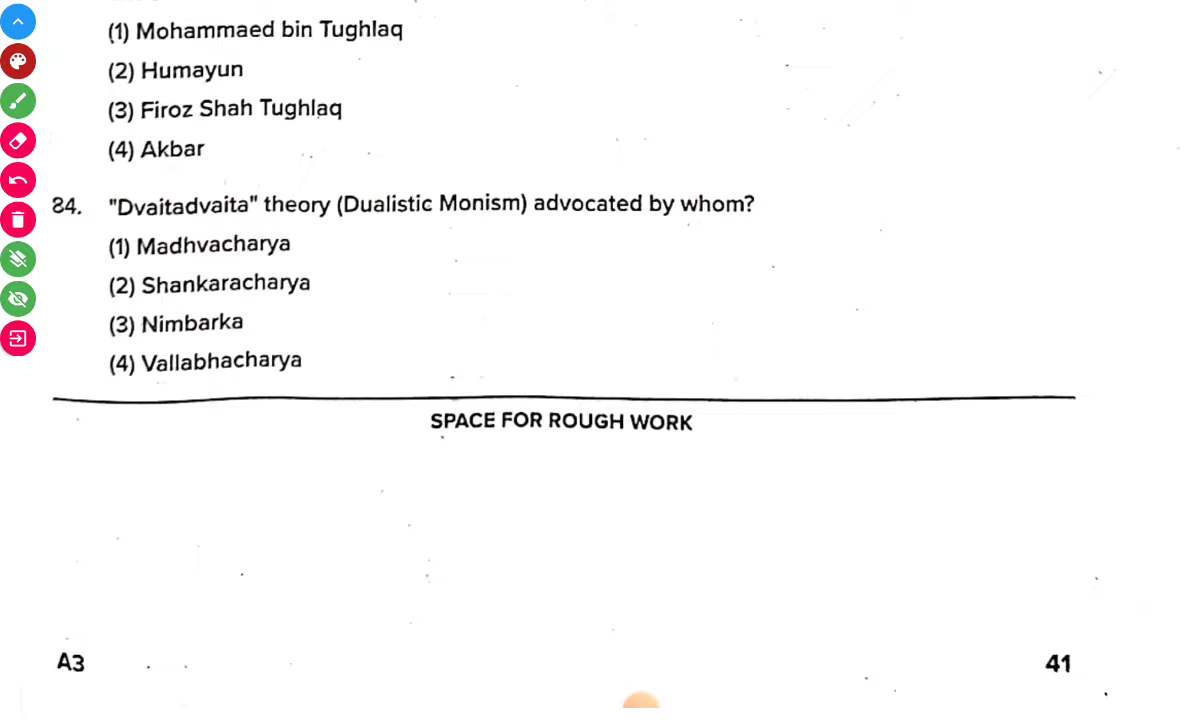 (1) Mohammaed bin Tughlaq
(2) Humayun
(3) Firoz Shah Tughlaq
(4) Akbar
84. "Dvaitadvaita" theory (Dualistic Monism) advocated by whom?
(1) Madhvacharya
(2) Shankaracharya
(3) Nimbarka
(4) Vallabhacharya
SPACE FOR ROUGH WORK
A3
41